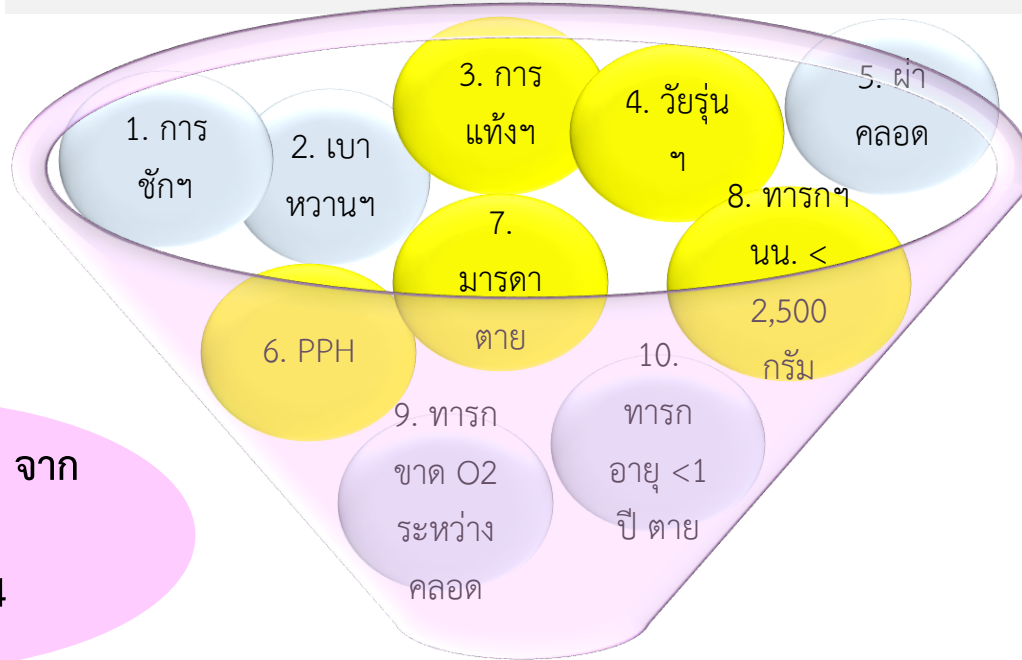 1. การ
ชักฯ
2. เบา
หวานฯ
3. การ
แท้งฯ
4. วัยรุ่น
ฯ
5. ผ่า
คลอด
6. PPH
7.
มารดา
ตาย
8. ทารกฯ
นน. <
2,500
กรัม
9. ทารก
ขาด O2
ระหว่าง
คลอด
10.
ทารก
อายุ <1
ปี ตาย
จาก